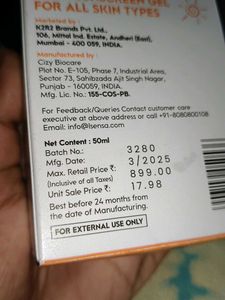 SCREEN GEL
FOR ALL SKIN TYPES
Marketed by :
K2R2 Brands Pvt. Ltd.,
106, Mittal Ind. Estate, Andheri (East),
Mumbai - 400 059, INDIA.
Manufactured by :
Cizy Biocare
Plot No. E-105, Phase 7, Industrial Area,
Sector 73, Sahibzada Ajit Singh Nagar,
Punjab - 160059, INDIA.
Mfg. Lic. No.: 155-COS-PB.
For Feedback/Queries Contact customer care
executive at above address or call on +91-8080800108
Email - info@lsensa.com
Net Content : 50ml
Batch No.: 3280
Mfg. Date: 3/2025
Max. Retail Price ₹: 899.00
(Inclusive of all Taxes)
Unit Sale Price ₹: 17.98
Best before 24 months from
the date of Manufacturing.
FOR EXTERNAL USE ONLY